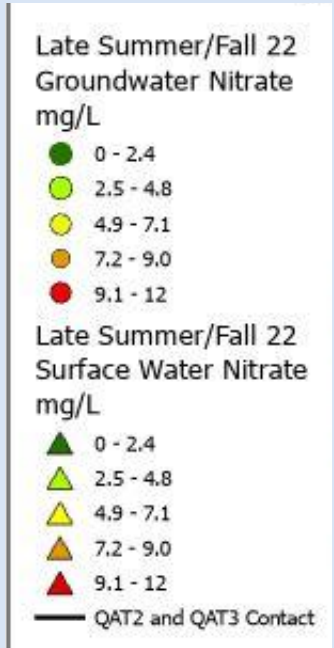 Late Summer/Fall 22
Groundwater Nitrate
mg/L
0 - 2.4
2.5 - 4.8
4.9 - 7.1
7.2 - 9.0
9.1 - 12
Late Summer/Fall 22
Surface Water Nitrate
mg/L
0 - 2.4
2.5 - 4.8
4.9 - 7.1
7.2 - 9.0
9.1 - 12
QAT2 and QAT3 Contact